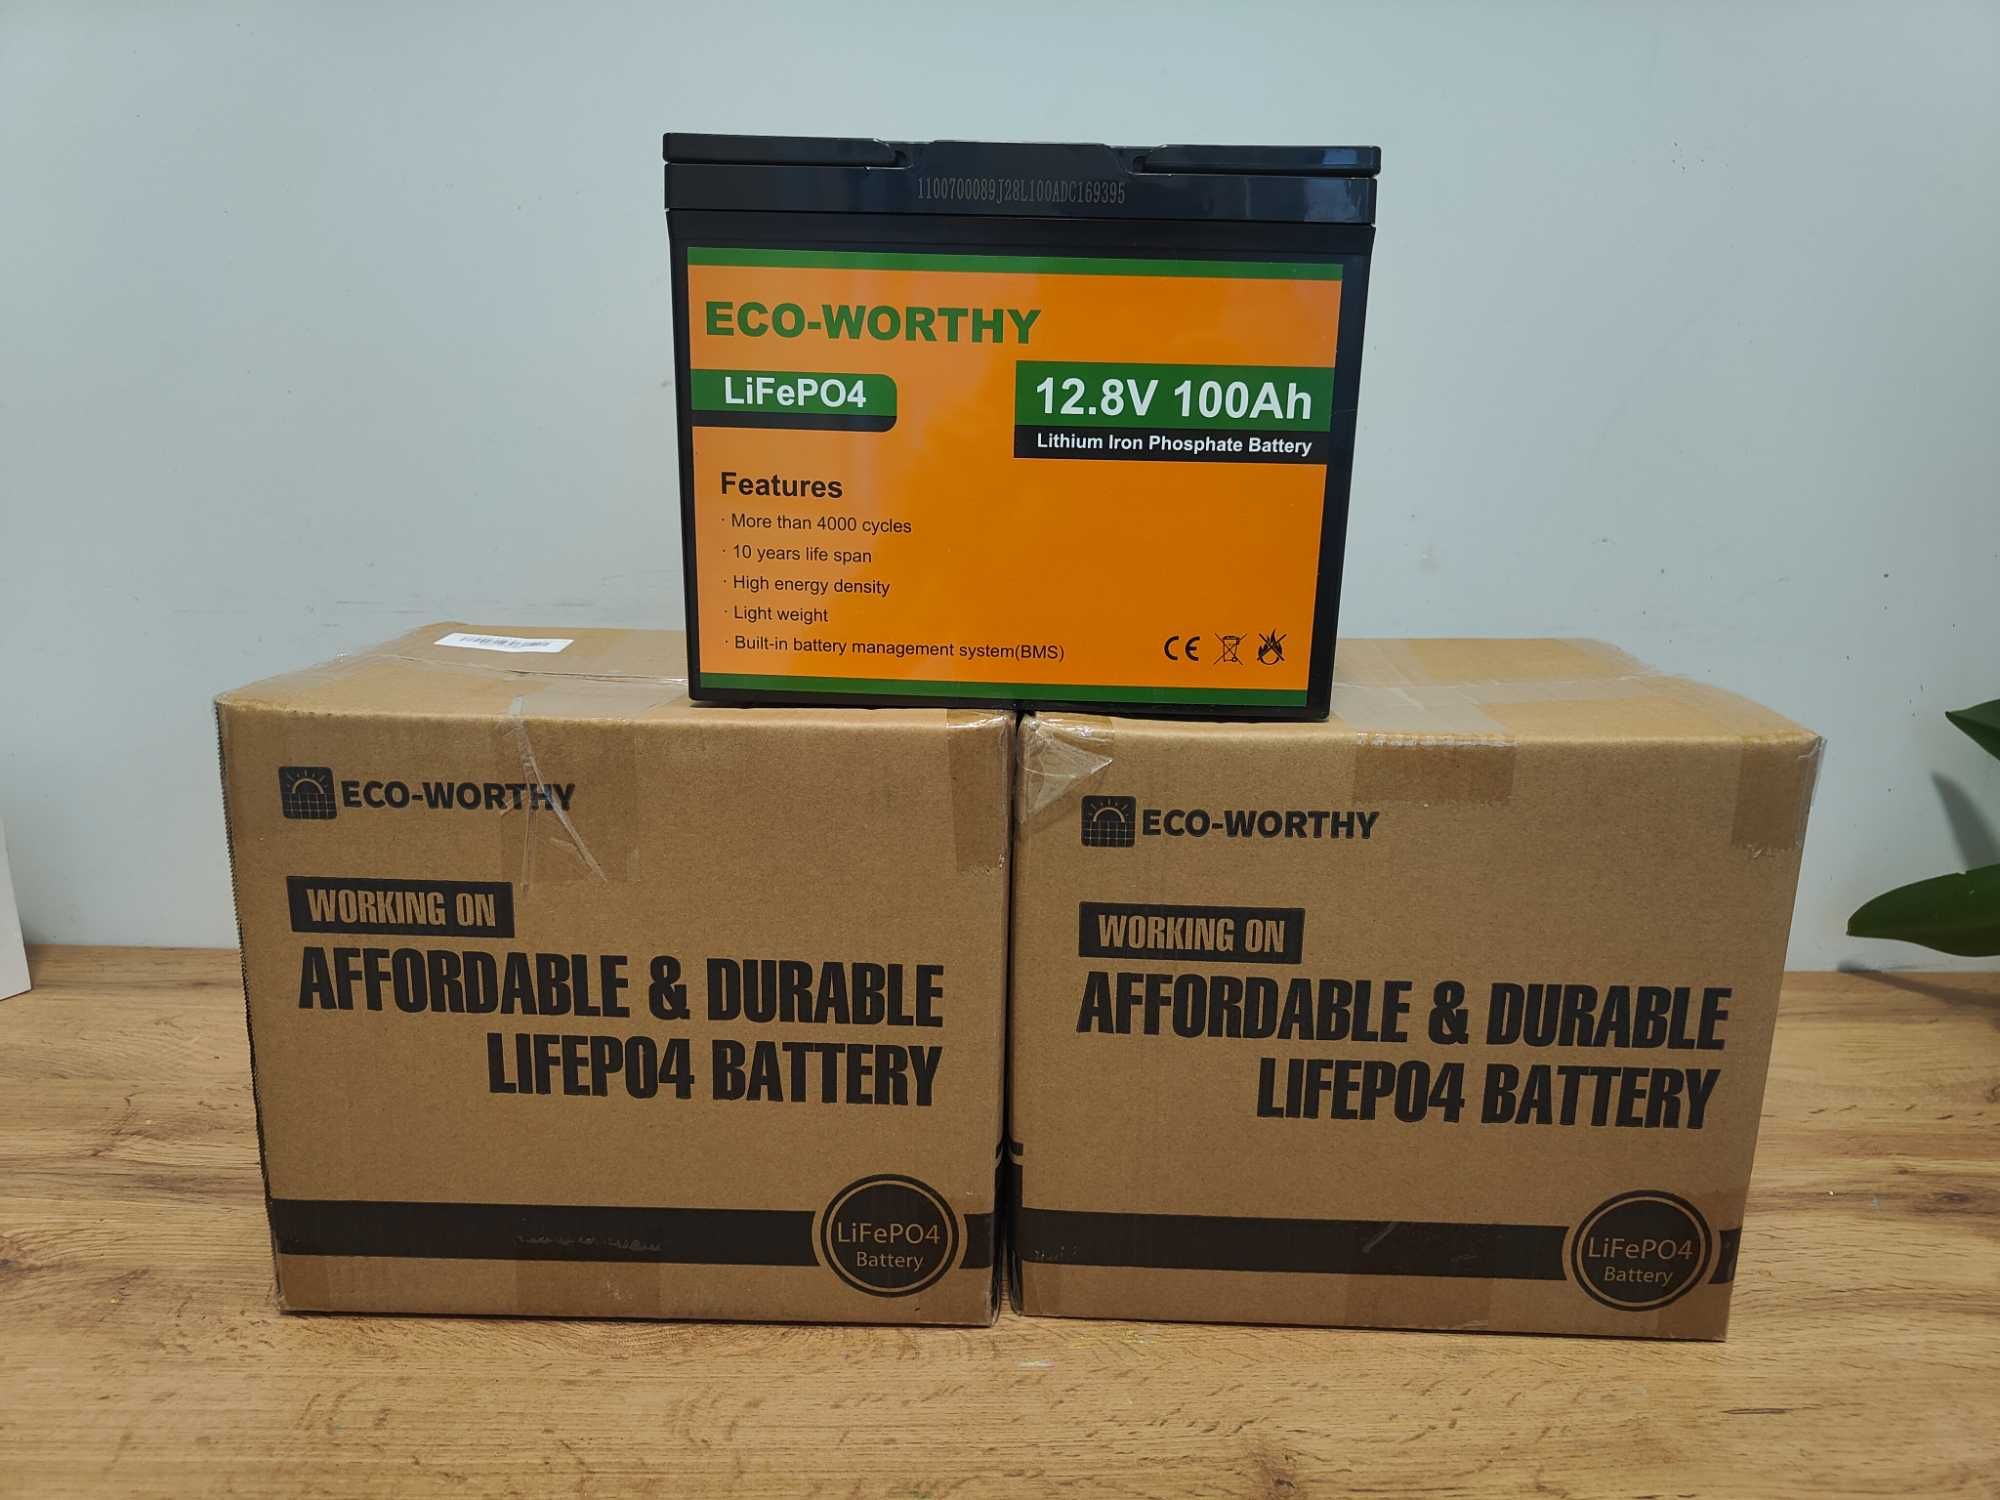 1100700089J28L100ADC169395
ECO-WORTHY
LiFePO4
12.8V 100Ah
Lithium Iron Phosphate Battery
Features
· More than 4000 cycles
· 10 years life span
· High energy density
· Light weight
· Built-in battery management system(BMS)
CE
ECO-WORTHY
WORKING ON
AFFORDABLE & DURABLE
LIFEPO4 BATTERY
LiFePO4
Battery
ECO-WORTHY
WORKING ON
AFFORDABLE & DURABLE
LIFEPO4 BATTERY
LiFePO4
Battery